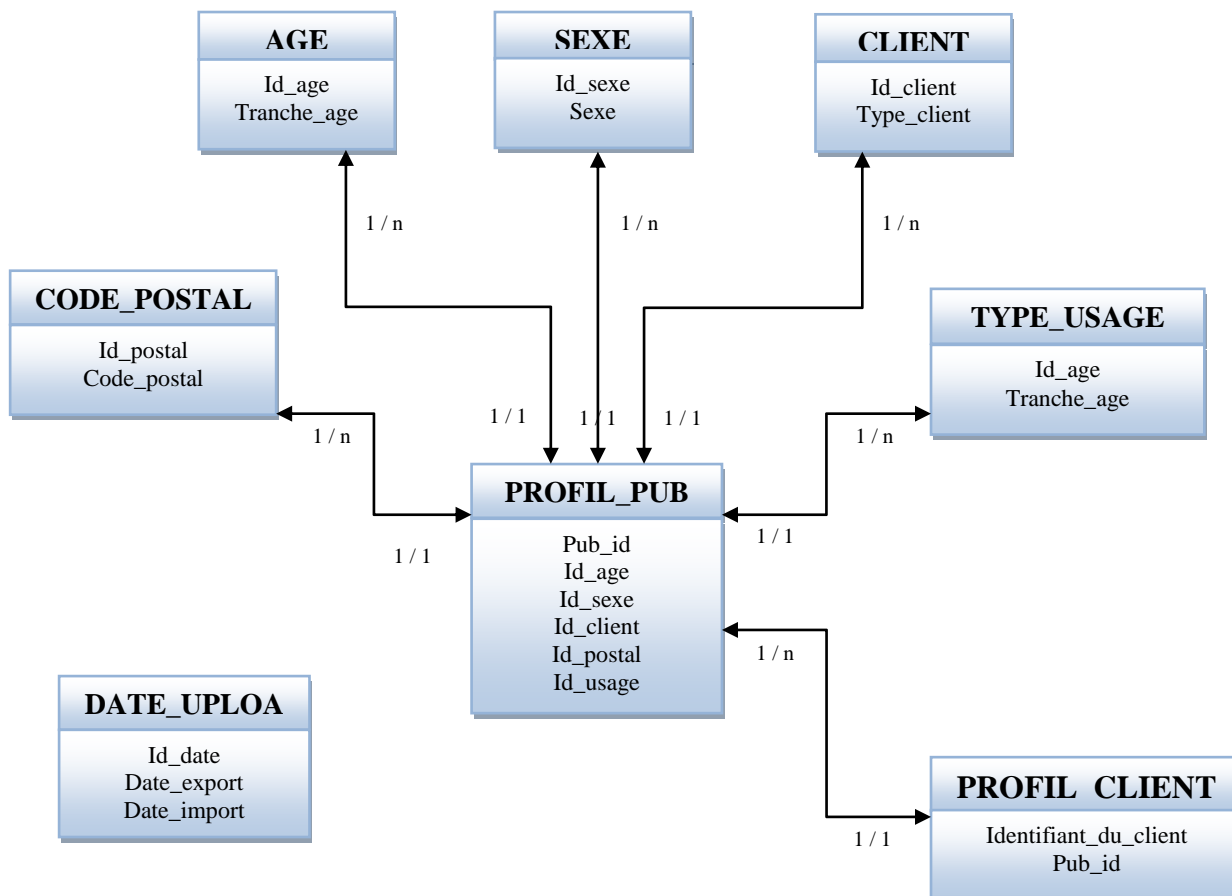 AGE
Id_age
Tranche_age
SEXE
Id_sexe
Sexe
CLIENT
Id_client
Type_client
1 / n
1 / n
1 / n
CODE_POSTAL
Id_postal
Code_postal
TYPE_USAGE
Id_age
Tranche_age
1 / n
1 / 1
1 / 1
1 / 1
1 / n
PROFIL_PUB
Pub_id
Id_age
Id_sexe
Id_client
Id_postal
Id_usage
1 / 1
1 / 1
1 / n
DATE_UPLOA
Id_date
Date_export
Date_import
PROFIL_CLIENT
Identifiant_du_client
Pub_id
1 / 1